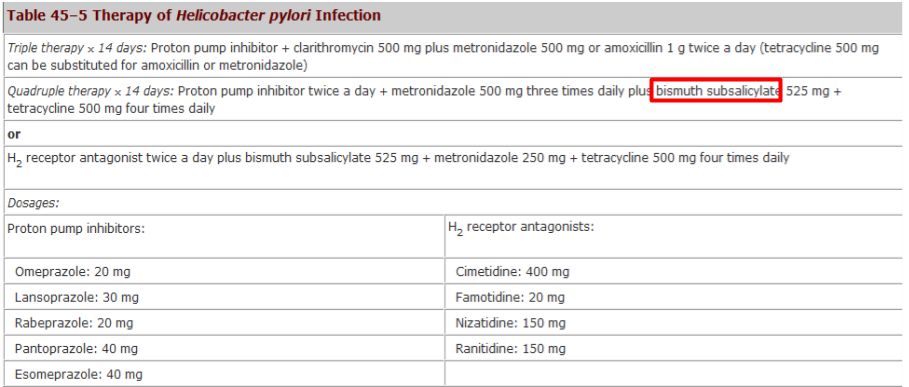 Table 45–5 Therapy of Helicobacter pylori Infection
Triple therapy x 14 days: Proton pump inhibitor + clarithromycin 500 mg plus metronidazole 500 mg or amoxicillin 1 g twice a day (tetracycline 500 mg
can be substituted for amoxicillin or metronidazole)
Quadruple therapy x 14 days: Proton pump inhibitor twice a day + metronidazole 500 mg three times daily plus bismuth subsalicylate 525 mg +
tetracycline 500 mg four times daily
or
H2 receptor antagonist twice a day plus bismuth subsalicylate 525 mg + metronidazole 250 mg + tetracycline 500 mg four times daily
Dosages:
Proton pump inhibitors: H2 receptor antagonists:
Omeprazole: 20 mg Cimetidine: 400 mg
Lansoprazole: 30 mg Famotidine: 20 mg
Rabeprazole: 20 mg Nizatidine: 150 mg
Pantoprazole: 40 mg Ranitidine: 150 mg
Esomeprazole: 40 mg